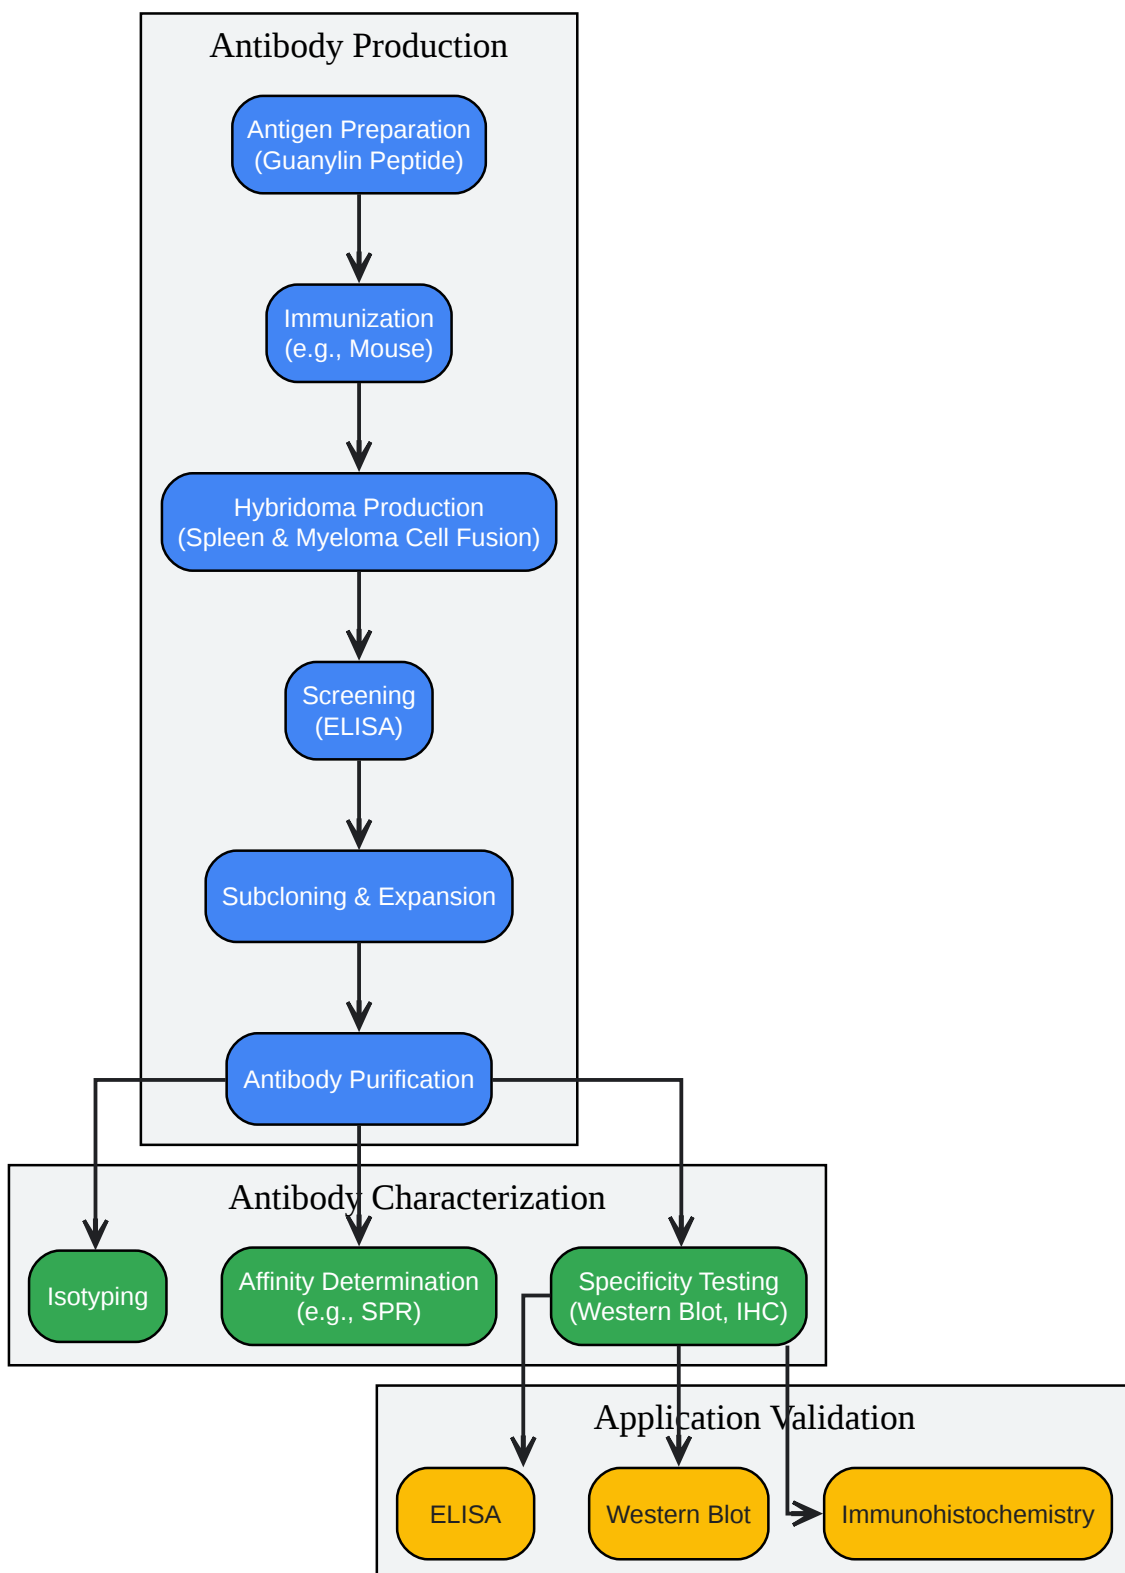 Antibody Production
Antigen Preparation
(Guanylin Peptide)
Immunization
(e.g., Mouse)
Hybridoma Production
(Spleen & Myeloma Cell Fusion)
Screening
(ELISA)
Subcloning & Expansion
Antibody Purification
Antibody Characterization
Isotyping
Affinity Determination
(e.g., SPR)
Specificity Testing
(Western Blot, IHC)
Application Validation
ELISA
Western Blot
Immunohistochemistry